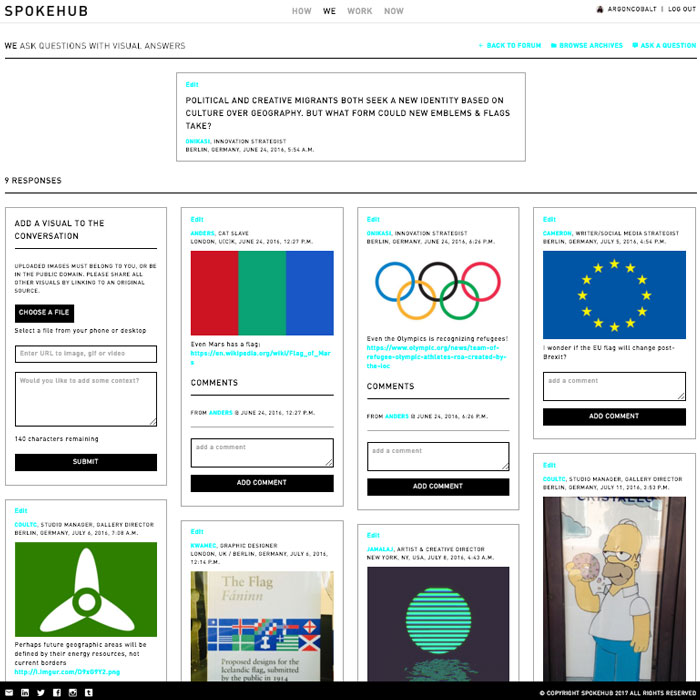 SPOKEHUB
HOW WE WORK NOW
ARGONCOBALT | LOG OUT
WE ASK QUESTIONS WITH VISUAL ANSWERS
BACK TO FORUM
BROWSE ARCHIVES
ASK A QUESTION
Edit
POLITICAL AND CREATIVE MIGRANTS BOTH SEEK A NEW IDENTITY BASED ON
CULTURE OVER GEOGRAPHY. BUT WHAT FORM COULD NEW EMBLEMS & FLAGS
TAKE?
ONIKASI, INNOVATION STRATEGIST
BERLIN, GERMANY, JUNE 24, 2016, 5:54 A.M.
9 RESPONSES
ADD A VISUAL TO THE
CONVERSATION
UPLOADED IMAGES MUST BELONG TO YOU, OR BE
IN THE PUBLIC DOMAIN. PLEASE SHARE ALL
OTHER VISUALS BY LINKING TO AN ORIGINAL
SOURCE.
CHOOSE A FILE
Select a file from your phone or desktop
Enter URL to image, gif or video
Would you like to add some context?
140 characters remaining
SUBMIT
Edit
COULTC, STUDIO MANAGER, GALLERY DIRECTOR
BERLIN, GERMANY, JULY 6, 2016, 7:08 A.M.
Perhaps future geographic areas will be
defined by their energy resources, not
current borders
Edit
ANDERS, CAT SLAVE
LONDON, JUNE 24, 2016, 12:27 P.M.
Even Mars has a flag:
https://en.wikipedia.org/wiki/Flag_of_Mar
s
COMMENTS
FROM ANDERS @ JUNE 24, 2016, 12:27 P.M.
add a comment
ADD COMMENT
Edit
KWAMEC, GRAPHIC DESIGNER
LONDON, UK / BERLIN, GERMANY, JULY 6, 2016,
12:14 P.M.
The Flag
Fáninn
Proposed designs for the
Icelandic flag, submitted
by the public in 1914
Edit
ONIKASI, INNOVATION STRATEGIST
BERLIN, GERMANY, JUNE 24, 2016, 6:26 P.M.
Even the Olympics is recognizing refugees!
https://www.olympic.org/news/team-of-
refugee-olympic-athletes-roa-created-by-
the-ioc
COMMENTS
FROM ANDERS @ JUNE 24, 2016, 6:26 P.M.
add a comment
ADD COMMENT
Edit
JAMALAJ, ARTIST & CREATIVE DIRECTOR
NEW YORK, NY, USA, JULY 8, 2016, 4:43 A.M.
Edit
CAMERON, WRITER/SOCIAL MEDIA STRATEGIST
BERLIN, GERMANY, JULY 5, 2016, 4:54 P.M.
I wonder if the EU flag will change post-
Brexit?
add a comment
ADD COMMENT
Edit
COULTC, STUDIO MANAGER, GALLERY DIRECTOR
BERLIN, GERMANY, JULY 11, 2016, 3:53 P.M.
© COPYRIGHT SPOKEHUB 2017 ALL RIGHTS RESERVED